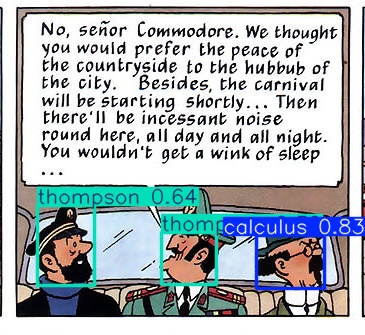 No, señor Commodore. We thought
you would prefer the peace of
the countryside to the hubbub of
the city. Besides, the carnival
will be starting shortly... Then
there'll be incessant noise
round here, all day and all night.
You wouldn't get a wink of sleep
...
thompson 0.64
thomp
calculus 0.83